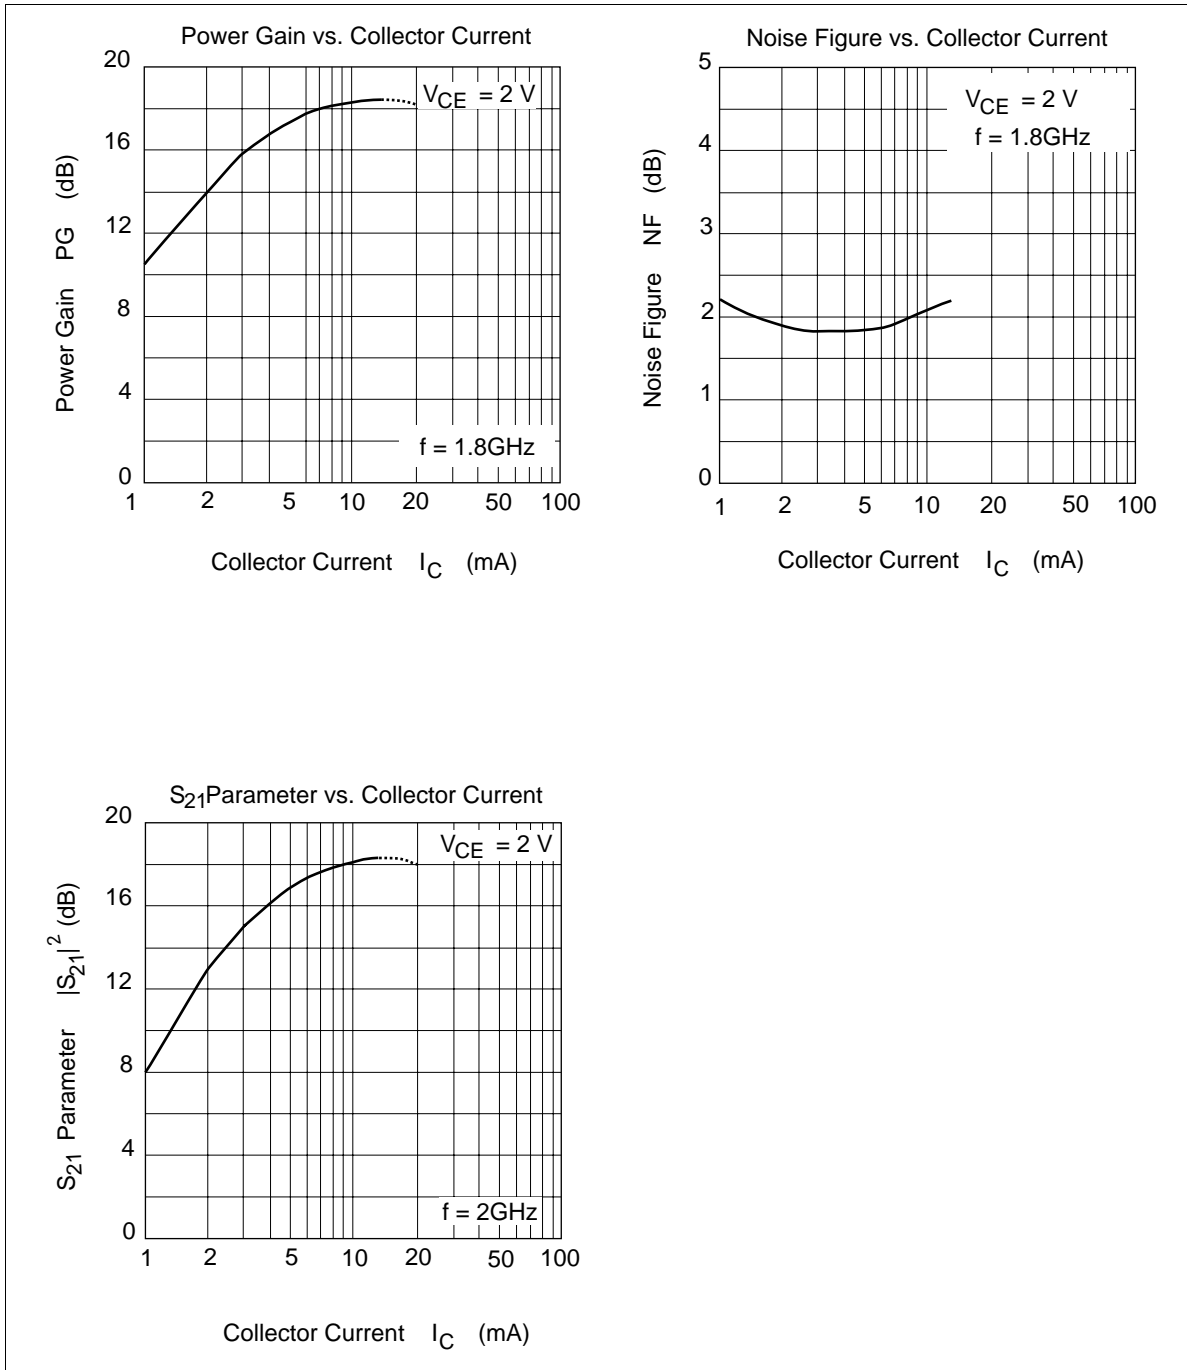 Power Gain vs. Collector Current
20
16
12
8
4
0
Power Gain PG (dB)
V_CE = 2 V
f = 1.8GHz
1 2 5 10 20 50 100
Collector Current I_C (mA)
Noise Figure vs. Collector Current
5
4
3
2
1
0
Noise Figure NF (dB)
V_CE = 2 V
f = 1.8GHz
1 2 5 10 20 50 100
Collector Current I_C (mA)
S_21Parameter vs. Collector Current
20
16
12
8
4
0
S_21 Parameter |S_21|^2 (dB)
V_CE = 2 V
f = 2GHz
1 2 5 10 20 50 100
Collector Current I_C (mA)